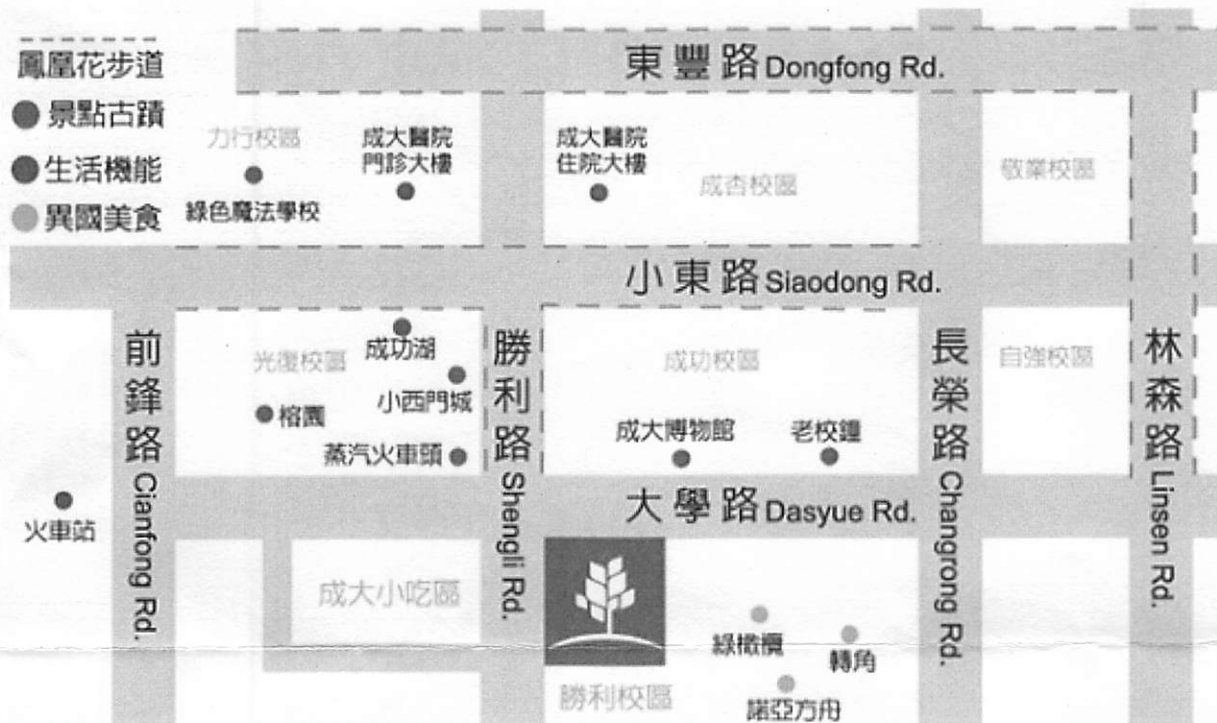 鳳凰花步道
景點古蹟
生活機能
異國美食
東豐路 Dongfong Rd.
力行校區
綠色魔法學校
成大醫院
門診大樓
成大醫院
住院大樓
成杏校區
敬業校區
小東路 Siaodong Rd.
前鋒路 Cianfong Rd.
光復校區
成功湖
小西門城
榕園
蒸汽火車頭
勝利路 Shengli Rd.
成功校區
成大博物館
老校鐘
長榮路 Changrong Rd.
自強校區
林森路 Linsen Rd.
火車站
大學路 Dasyue Rd.
成大小吃區
勝利校區
綠橄欖
轉角
諾亞方舟